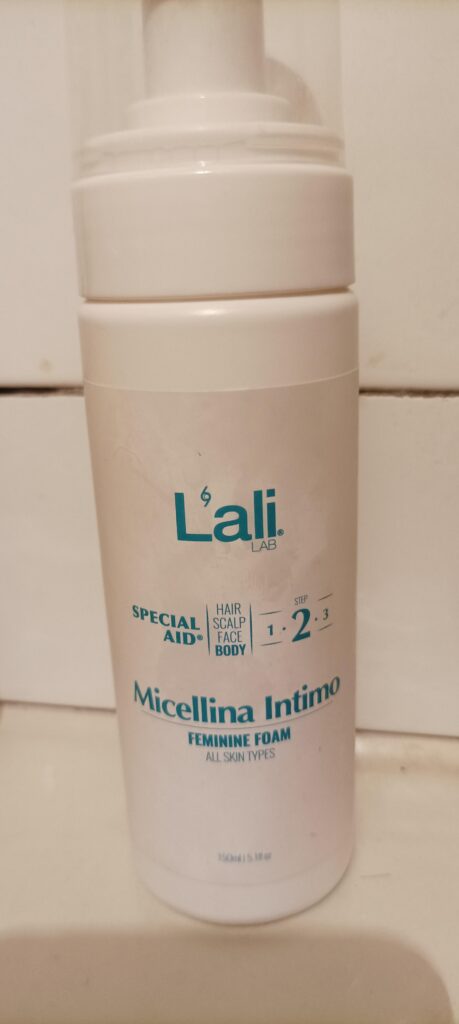 L'ali®
LAB
SPECIAL AID®
HAIR
SCALP
FACE
BODY
STEP
1 · 2 · 3
Micellina Intimo
FEMININE FOAM
ALL SKIN TYPES
150ml | 5.1fl oz